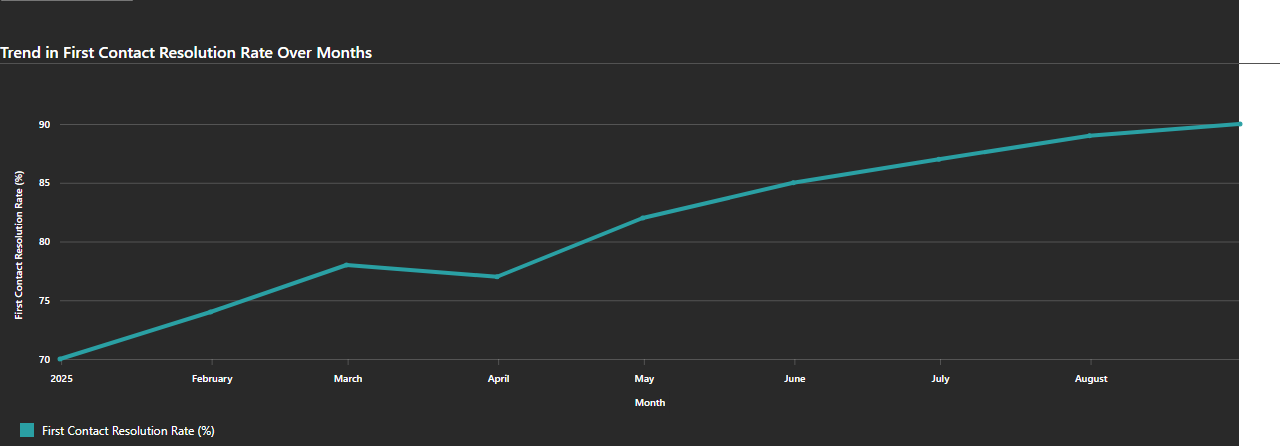 Trend in First Contact Resolution Rate Over Months
90
85
80
75
70
First Contact Resolution Rate (%)
2025 February March April May June July August
Month
First Contact Resolution Rate (%)